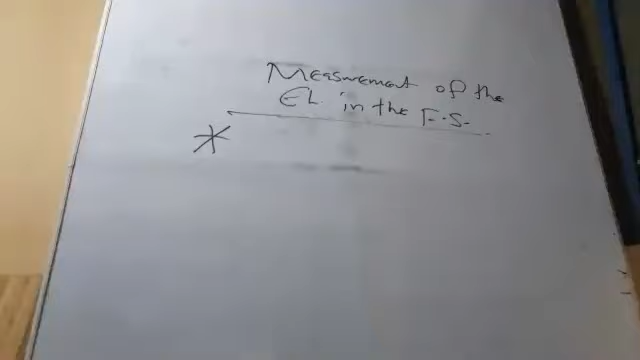 Measurement of the
EL in the F.S.
*